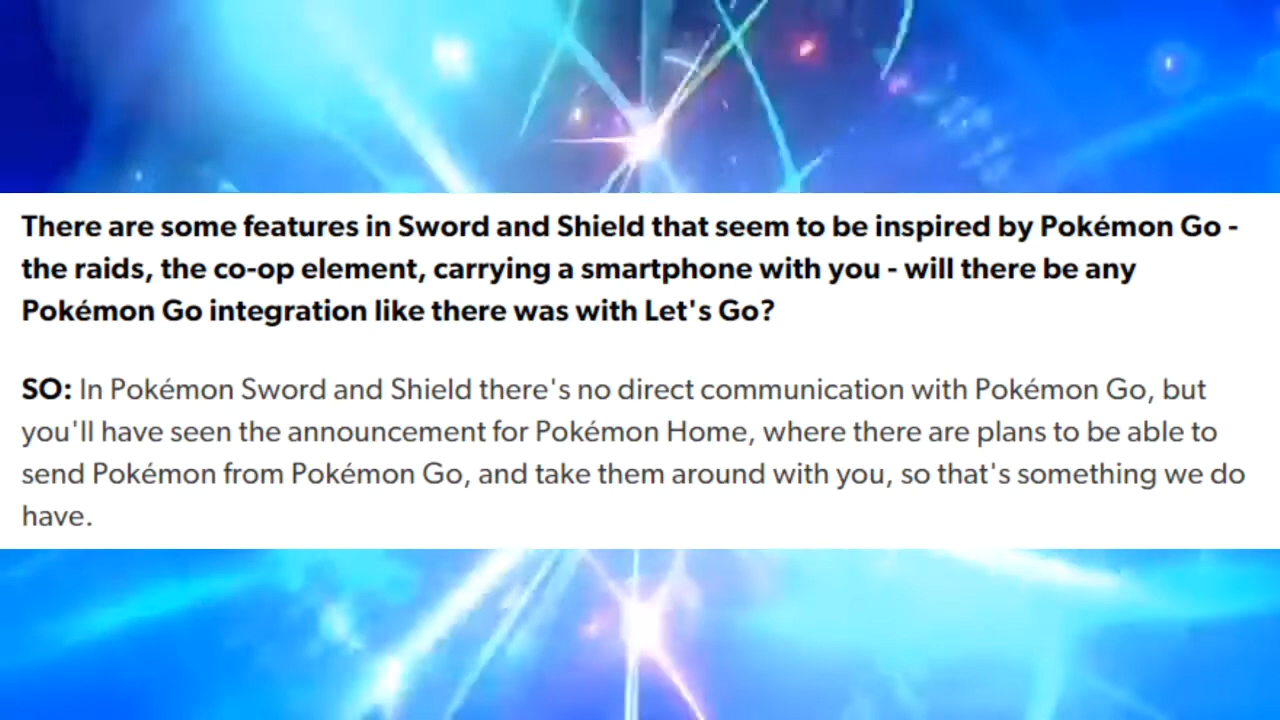 There are some features in Sword and Shield that seem to be inspired by Pokémon Go -
the raids, the co-op element, carrying a smartphone with you - will there be any
Pokémon Go integration like there was with Let's Go?
SO: In Pokémon Sword and Shield there's no direct communication with Pokémon Go, but
you'll have seen the announcement for Pokémon Home, where there are plans to be able to
send Pokémon from Pokémon Go, and take them around with you, so that's something we do
have.